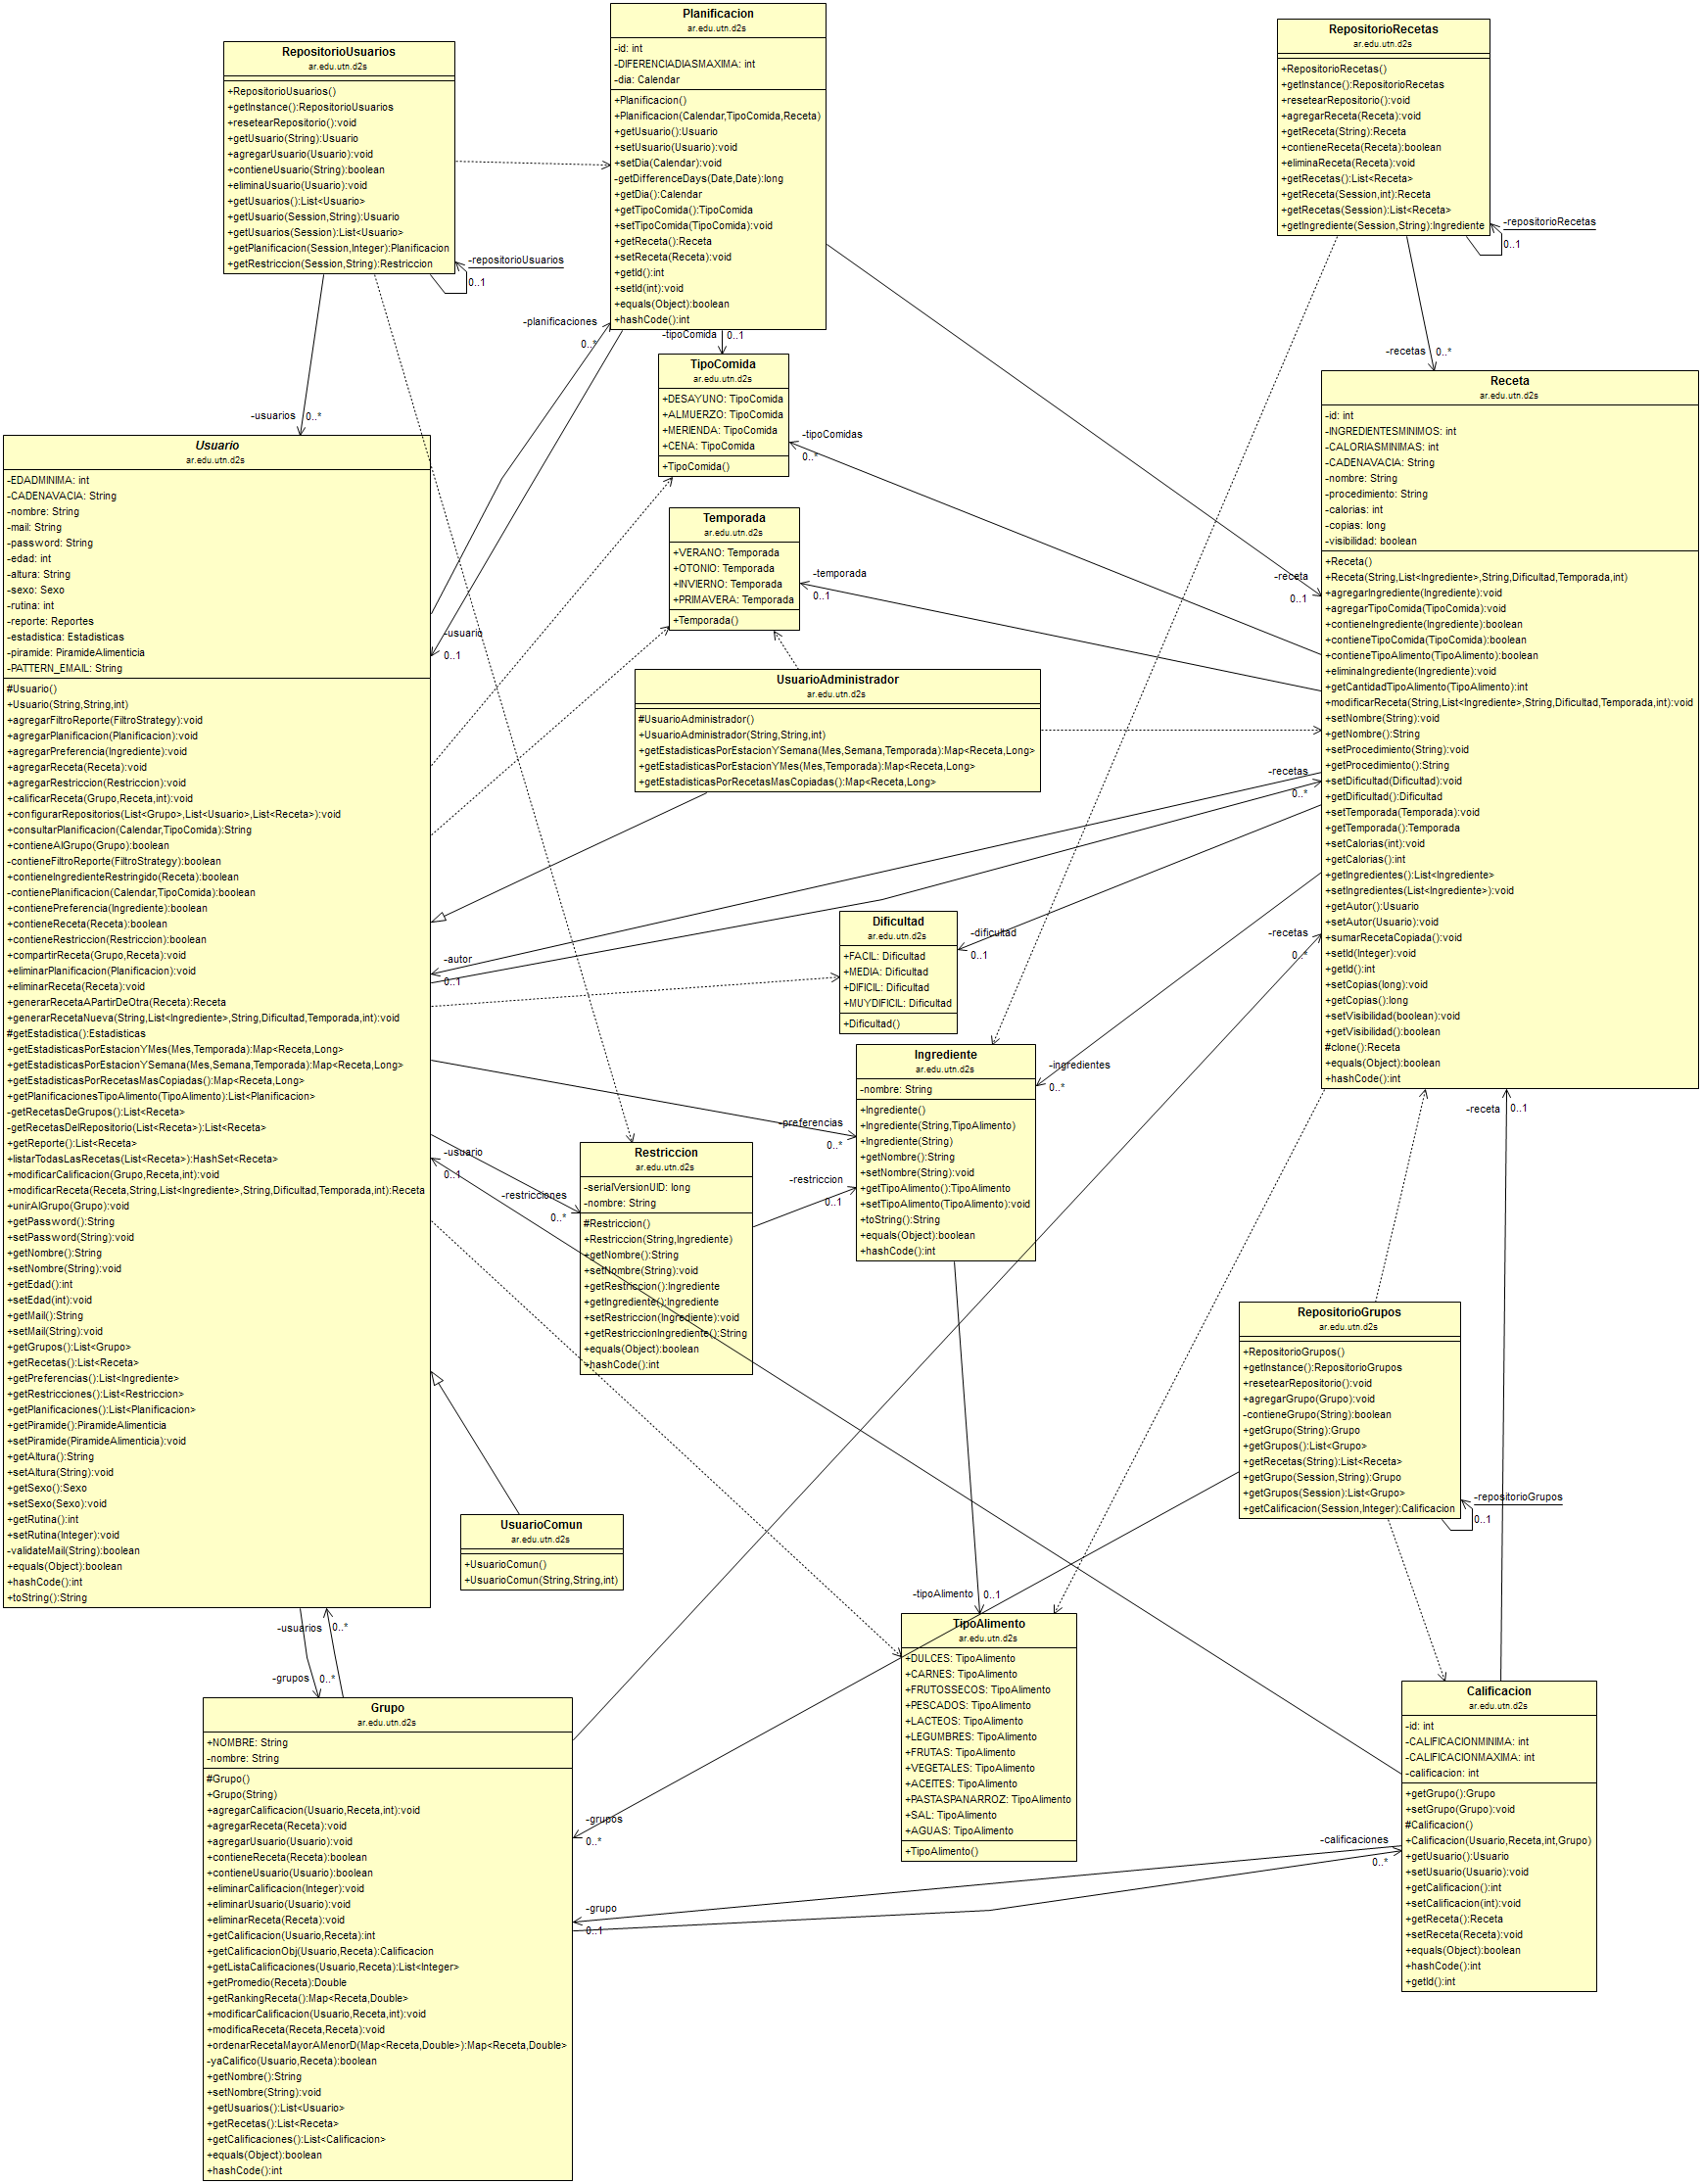 RepositorioUsuarios
ar.edu.utn.d2s
+RepositorioUsuarios()
+getInstance():RepositorioUsuarios
+resetearRepositorio():void
+getUsuario(String):Usuario
+agregarUsuario(Usuario):void
+contieneUsuario(String):boolean
+eliminaUsuario(Usuario):void
+getUsuarios():List<Usuario>
+getUsuario(Session,String):Usuario
+getUsuarios(Session):List<Usuario>
+getPlanificacion(Session,Integer):Planificacion
+getRestriccion(Session,String):Restriccion
-repositorioUsuarios
0..1
Planificacion
ar.edu.utn.d2s
-id: int
-DIFERENCIADIASMAXIMA: int
-dia: Calendar
+Planificacion()
+Planificacion(Calendar,TipoComida,Receta)
+getUsuario():Usuario
+setUsuario(Usuario):void
+setDia(Calendar):void
-getDifferenceDays(Date,Date):long
+getDia():Calendar
+getTipoComida():TipoComida
+setTipoComida(TipoComida):void
+getReceta():Receta
+setReceta(Receta):void
+getId():int
+setId(int):void
+equals(Object):boolean
+hashCode():int
RepositorioRecetas
ar.edu.utn.d2s
+RepositorioRecetas()
+getInstance():RepositorioRecetas
+resetearRepositorio():void
+agregarReceta(Receta):void
+getReceta(String):Receta
+contieneReceta(Receta):boolean
+eliminaReceta(Receta):void
+getRecetas():List<Receta>
+getReceta(Session,int):Receta
+getRecetas(Session):List<Receta>
+getIngrediente(Session,String):Ingrediente
-repositorioRecetas
0..1
-planificaciones
0..*
-tipoComida
0..1
-recetas
0..*
-usuarios
0..*
TipoComida
ar.edu.utn.d2s
+DESAYUNO: TipoComida
+ALMUERZO: TipoComida
+MERIENDA: TipoComida
+CENA: TipoComida
+TipoComida()
-tipoComidas
0..*
Temporada
ar.edu.utn.d2s
+VERANO: Temporada
+OTONIO: Temporada
+INVIERNO: Temporada
+PRIMAVERA: Temporada
+Temporada()
-temporada
0..1
-receta
0..1
-usuario
0..1
Usuario
ar.edu.utn.d2s
-EDADMINIMA: int
-CADENAVACIA: String
-nombre: String
-mail: String
-password: String
-edad: int
-altura: String
-sexo: Sexo
-rutina: int
-reporte: Reportes
-estadistica: Estadisticas
-piramide: PiramideAlimenticia
-PATTERN_EMAIL: String
#Usuario()
+Usuario(String,String,int)
+agregarFiltroReporte(FiltroStrategy):void
+agregarPlanificacion(Planificacion):void
+agregarPreferencia(Ingrediente):void
+agregarReceta(Receta):void
+agregarRestriccion(Restriccion):void
+calificarReceta(Grupo,Receta,int):void
+configurarRepositorios(List<Grupo>,List<Usuario>,List<Receta>):void
+consultarPlanificacion(Calendar,TipoComida):String
+contieneAlGrupo(Grupo):boolean
-contieneFiltroReporte(FiltroStrategy):boolean
+contieneIngredienteRestringido(Receta):boolean
-contienePlanificacion(Calendar,TipoComida):boolean
+contienePreferencia(Ingrediente):boolean
+contieneReceta(Receta):boolean
+contieneRestriccion(Restriccion):boolean
+compartirReceta(Grupo,Receta):void
+eliminarPlanificacion(Planificacion):void
+eliminarReceta(Receta):void
+generarRecetaAPartirDeOtra(Receta):Receta
+generarRecetaNueva(String,List<Ingrediente>,String,Dificultad,Temporada,int):void
#getEstadistica():Estadisticas
+getEstadisticasPorEstacionYMes(Mes,Temporada):Map<Receta,Long>
+getEstadisticasPorEstacionYSemana(Mes,Semana,Temporada):Map<Receta,Long>
+getEstadisticasPorRecetasMasCopiadas():Map<Receta,Long>
+getPlanificacionesTipoAlimento(TipoAlimento):List<Planificacion>
-getRecetasDeGrupos():List<Receta>
-getRecetasDelRepositorio(List<Receta>):List<Receta>
+getReporte():List<Receta>
+listarTodasLasRecetas(List<Receta>):HashSet<Receta>
+modificarCalificacion(Grupo,Receta,int):void
+modificarReceta(Receta,String,List<Ingrediente>,String,Dificultad,Temporada,int):Receta
+unirAlGrupo(Grupo):void
+getPassword():String
+setPassword(String):void
+getNombre():String
+setNombre(String):void
+getEdad():int
+setEdad(int):void
+getMail():String
+setMail(String):void
+getGrupos():List<Grupo>
+getRecetas():List<Receta>
+getPreferencias():List<Ingrediente>
+getRestricciones():List<Restriccion>
+getPlanificaciones():List<Planificacion>
+getPiramide():PiramideAlimenticia
+setPiramide(PiramideAlimenticia):void
+getAltura():String
+setAltura(String):void
+getSexo():Sexo
+setSexo(Sexo):void
+getRutina():int
+setRutina(Integer):void
-validateMail(String):boolean
+equals(Object):boolean
+hashCode():int
+toString():String
UsuarioAdministrador
ar.edu.utn.d2s
#UsuarioAdministrador()
+UsuarioAdministrador(String,String,int)
+getEstadisticasPorEstacionYSemana(Mes,Semana,Temporada):Map<Receta,Long>
+getEstadisticasPorEstacionYMes(Mes,Temporada):Map<Receta,Long>
+getEstadisticasPorRecetasMasCopiadas():Map<Receta,Long>
-recetas
0..*
Receta
ar.edu.utn.d2s
-id: int
-INGREDIENTESMINIMOS: int
-CALORIASMINIMAS: int
-CADENAVACIA: String
-nombre: String
-procedimiento: String
-calorias: int
-copias: long
-visibilidad: boolean
+Receta()
+Receta(String,List<Ingrediente>,String,Dificultad,Temporada,int)
+agregarIngrediente(Ingrediente):void
+agregarTipoComida(TipoComida):void
+contieneIngrediente(Ingrediente):boolean
+contieneTipoComida(TipoComida):boolean
+contieneTipoAlimento(TipoAlimento):boolean
+eliminaIngrediente(Ingrediente):void
+getCantidadTipoAlimento(TipoAlimento):int
+modificarReceta(String,List<Ingrediente>,String,Dificultad,Temporada,int):void
+setNombre(String):void
+getNombre():String
+setProcedimiento(String):void
+getProcedimiento():String
+setDificultad(Dificultad):void
+getDificultad():Dificultad
+setTemporada(Temporada):void
+getTemporada():Temporada
+setCalorias(int):void
+getCalorias():int
+getIngredientes():List<Ingrediente>
+setIngredientes(List<Ingrediente>):void
+getAutor():Usuario
+setAutor(Usuario):void
+sumarRecetaCopiada():void
+setId(Integer):void
+getId():int
+setCopias(long):void
+getCopias():long
+setVisibilidad(boolean):void
+getVisibilidad():boolean
#clone():Receta
+equals(Object):boolean
+hashCode():int
-autor
0..1
Dificultad
ar.edu.utn.d2s
+FACIL: Dificultad
+MEDIA: Dificultad
+DIFICIL: Dificultad
+MUYDIFICIL: Dificultad
+Dificultad()
-dificultad
0..1
-recetas
0..*
Ingrediente
ar.edu.utn.d2s
-nombre: String
+Ingrediente()
+Ingrediente(String,TipoAlimento)
+Ingrediente(String)
+getNombre():String
+setNombre(String):void
+getTipoAlimento():TipoAlimento
+setTipoAlimento(TipoAlimento):void
+toString():String
+equals(Object):boolean
+hashCode():int
-ingredientes
0..*
-preferencias
0..*
-restriccion
0..1
-receta
0..1
-usuario
0..1
-restricciones
0..*
Restriccion
ar.edu.utn.d2s
-serialVersionUID: long
-nombre: String
#Restriccion()
+Restriccion(String,Ingrediente)
+getNombre():String
+setNombre(String):void
+getRestriccion():Ingrediente
+getIngrediente():Ingrediente
+setRestriccion(Ingrediente):void
+getRestriccionIngrediente():String
+equals(Object):boolean
+hashCode():int
RepositorioGrupos
ar.edu.utn.d2s
+RepositorioGrupos()
+getInstance():RepositorioGrupos
+resetearRepositorio():void
+agregarGrupo(Grupo):void
-contieneGrupo(String):boolean
+getGrupo(String):Grupo
+getGrupos():List<Grupo>
+getRecetas(String):List<Receta>
+getGrupo(Session,String):Grupo
+getGrupos(Session):List<Grupo>
+getCalificacion(Session,Integer):Calificacion
-repositorioGrupos
0..1
UsuarioComun
ar.edu.utn.d2s
+UsuarioComun()
+UsuarioComun(String,String,int)
-tipoAlimento
0..1
TipoAlimento
ar.edu.utn.d2s
+DULCES: TipoAlimento
+CARNES: TipoAlimento
+FRUTOSSECOS: TipoAlimento
+PESCADOS: TipoAlimento
+LACTEOS: TipoAlimento
+LEGUMBRES: TipoAlimento
+FRUTAS: TipoAlimento
+VEGETALES: TipoAlimento
+ACEITES: TipoAlimento
+PASTASPANARROZ: TipoAlimento
+SAL: TipoAlimento
+AGUAS: TipoAlimento
+TipoAlimento()
-usuarios
0..*
-grupos
0..*
Grupo
ar.edu.utn.d2s
+NOMBRE: String
-nombre: String
#Grupo()
+Grupo(String)
+agregarCalificacion(Usuario,Receta,int):void
+agregarReceta(Receta):void
+agregarUsuario(Usuario):void
+contieneReceta(Receta):boolean
+contieneUsuario(Usuario):boolean
+eliminarCalificacion(Integer):void
+eliminarUsuario(Usuario):void
+eliminarReceta(Receta):void
+getCalificacion(Usuario,Receta):int
+getCalificacionObj(Usuario,Receta):Calificacion
+getListaCalificaciones(Usuario,Receta):List<Integer>
+getPromedio(Receta):Double
+getRankingReceta():Map<Receta,Double>
+modificarCalificacion(Usuario,Receta,int):void
+modificaReceta(Receta,Receta):void
+ordenarRecetaMayorAMenorD(Map<Receta,Double>):Map<Receta,Double>
-yaCalifico(Usuario,Receta):boolean
+getNombre():String
+setNombre(String):void
+getUsuarios():List<Usuario>
+getRecetas():List<Receta>
+getCalificaciones():List<Calificacion>
+equals(Object):boolean
+hashCode():int
-grupos
0..*
-grupo
0..1
-calificaciones
0..*
Calificacion
ar.edu.utn.d2s
-id: int
-CALIFICACIONMINIMA: int
-CALIFICACIONMAXIMA: int
-calificacion: int
+getGrupo():Grupo
+setGrupo(Grupo):void
#Calificacion()
+Calificacion(Usuario,Receta,int,Grupo)
+getUsuario():Usuario
+setUsuario(Usuario):void
+getCalificacion():int
+setCalificacion(int):void
+getReceta():Receta
+setReceta(Receta):void
+equals(Object):boolean
+hashCode():int
+getId():int